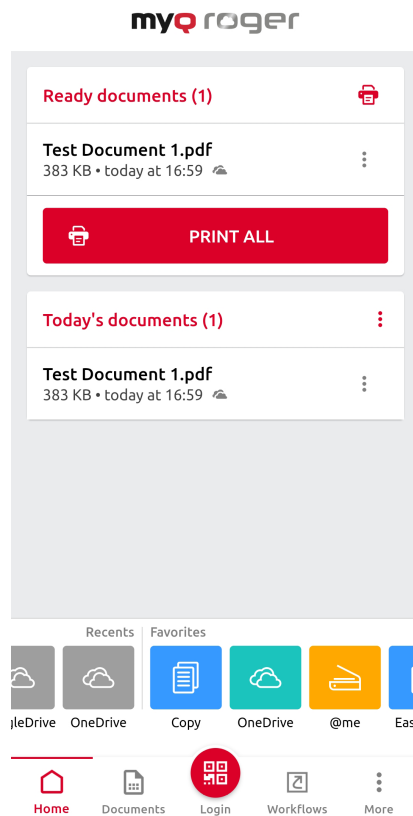 myQ roger
Ready documents (1)
Test Document 1.pdf
383 KB • today at 16:59
PRINT ALL
Today's documents (1)
Test Document 1.pdf
383 KB • today at 16:59
Recents
Favorites
gleDrive
OneDrive
Copy
OneDrive
@me
Eas
Home
Documents
Login
Workflows
More